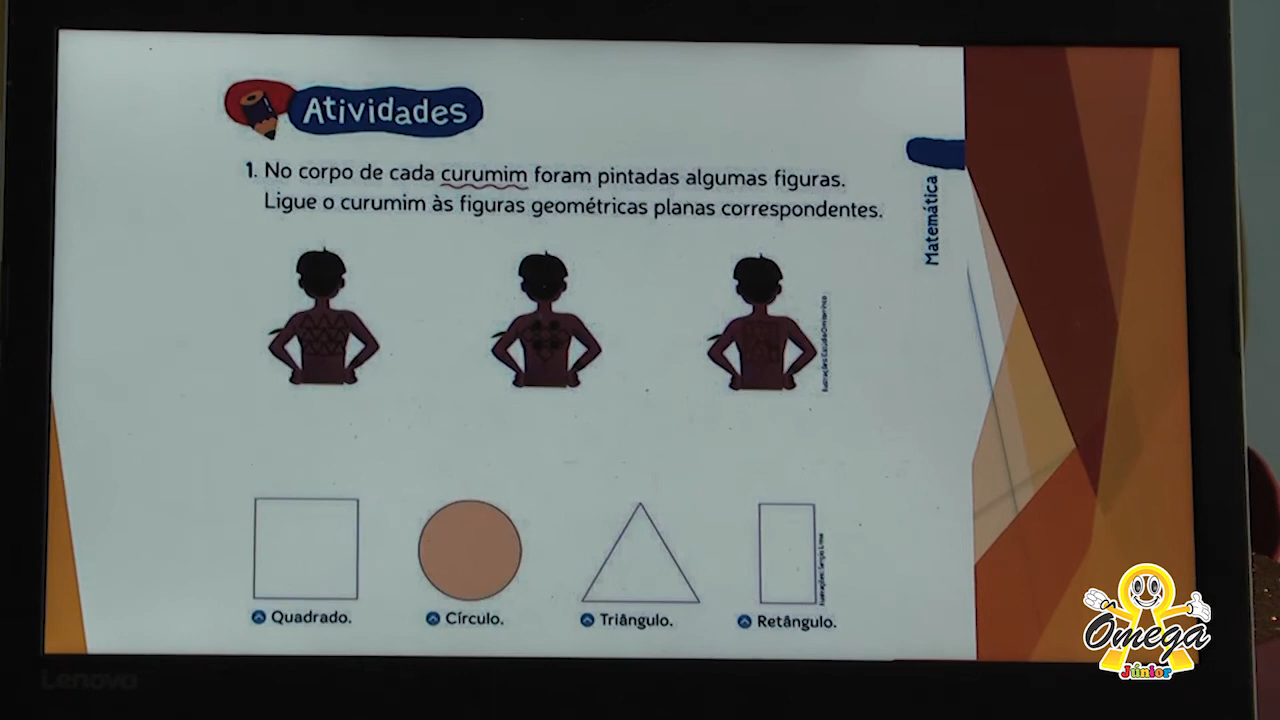 Atividades
1. No corpo de cada curumim foram pintadas algumas figuras.
Ligue o curumim às figuras geométricas planas correspondentes.
Matemática
Quadrado.
Círculo.
Triângulo.
Retângulo.
Ômega
Júnior
Lenovo